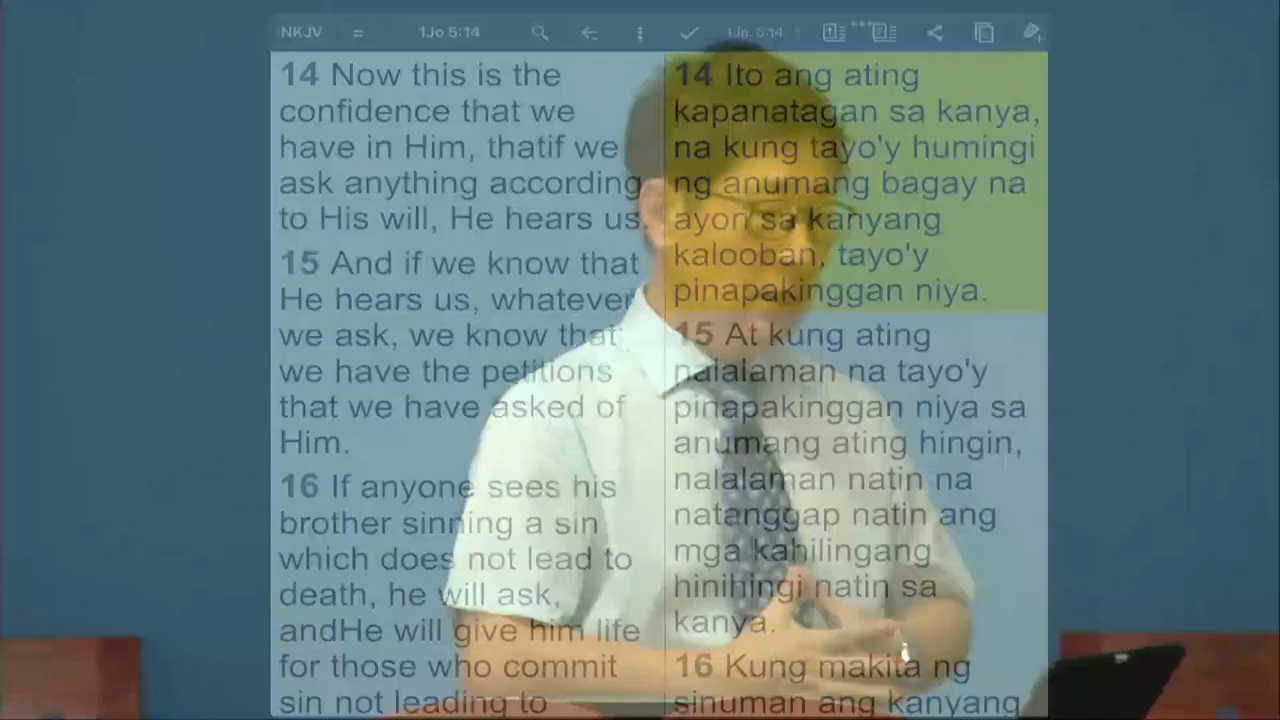 NKJV = 1Jo 5:14 1Jn. 5:14
14 Now this is the
confidence that we
have in Him, thatif we
ask anything according
to His will, He hears us.
15 And if we know that
He hears us, whatever
we ask, we know that
we have the petitions
that we have asked of
Him.
16 If anyone sees his
brother sinning a sin
which does not lead to
death, he will ask,
andHe will give him life
for those who commit
sin not leading to
14 Ito ang ating
kapanatagan sa kanya,
na kung tayo'y humingi
ng anumang bagay na
ayon sa kanyang
kalooban, tayo'y
pinapakinggan niya.
15 At kung ating
nalalaman na tayo'y
pinapakinggan niya sa
anumang ating hingin,
nalalaman natin na
natanggap natin ang
mga kahilingang
hinihingi natin sa
kanya.
16 Kung makita ng
sinuman ang kanyang